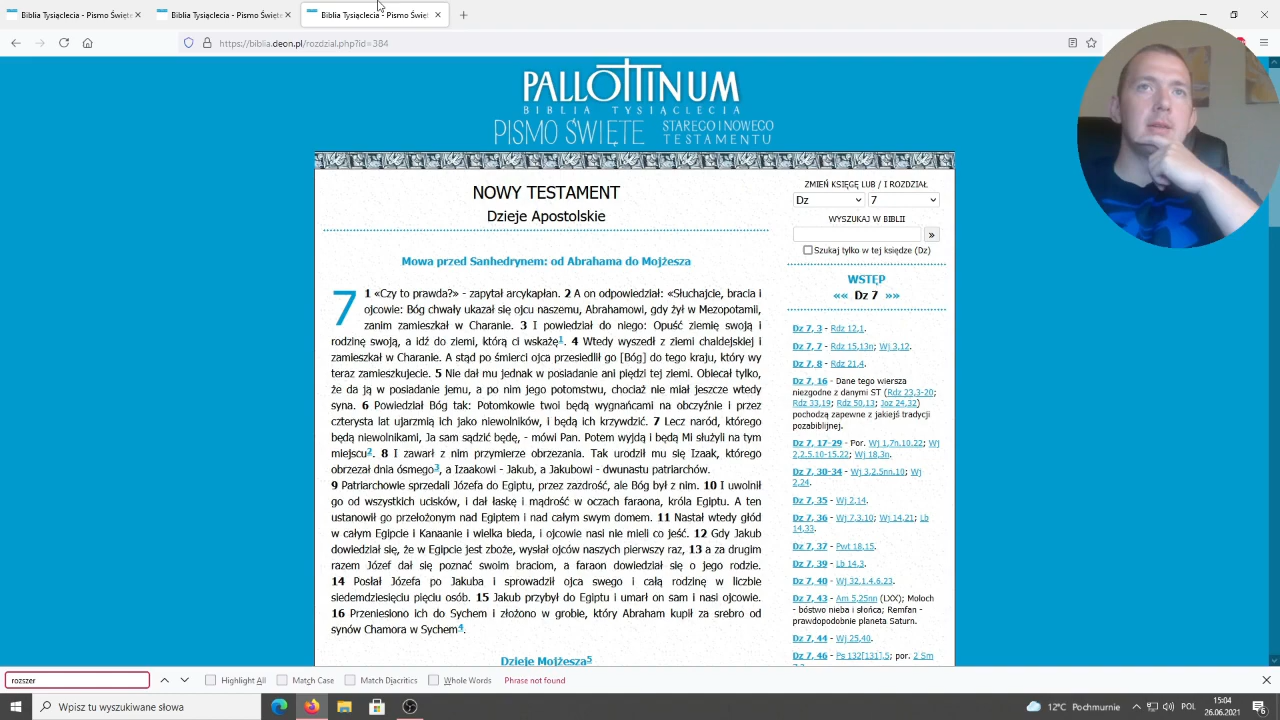 Biblia Tysiąclecia - Pismo Święte
Biblia Tysiąclecia - Pismo Święte
Biblia Tysiąclecia - Pismo Święt
https://biblia.deon.pl/rozdzial.php?id=384
PALLOTTINUM
BIBLIA TYSIĄCLECIA
PISMO ŚWIĘTE STAREGO I NOWEGO
TESTAMENTU
NOWY TESTAMENT
Dzieje Apostolskie
Mowa przed Sanhedrynem: od Abrahama do Mojżesza
7 1 «Czy to prawda?» - zapytał arcykapłan. 2 A on odpowiedział: «Słuchajcie, bracia i
ojcowie: Bóg chwały ukazał się ojcu naszemu, Abrahamowi, gdy żył w Mezopotamii,
zanim zamieszkał w Charanie. 3 I powiedział do niego: Opuść ziemię swoją i
rodzinę swoją, a idź do ziemi, którą ci wskażę1. 4 Wtedy wyszedł z ziemi chaldejskiej i
zamieszkał w Charanie. A stąd po śmierci ojca przesiedlił go [Bóg] do tego kraju, który wy
teraz zamieszkujecie. 5 Nie dał mu jednak w posiadanie ani piędzi tej ziemi. Obiecał tylko,
że da ją w posiadanie jemu, a po nim jego potomstwu, chociaż nie miał jeszcze wtedy
syna. 6 Powiedział Bóg tak: Potomkowie twoi będą wygnańcami na obczyźnie i przez
czterysta lat ujarzmią ich jako niewolników, i będą ich krzywdzić. 7 Lecz naród, którego
będą niewolnikami, Ja sam sądzić będę, - mówi Pan. Potem wyjdą i będą Mi służyli na tym
miejscu2. 8 I zawarł z nim przymierze obrzezania. Tak urodził mu się Izaak, którego
obrzezał dnia ósmego3, a Izaakowi - Jakub, a Jakubowi - dwunastu patriarchów.
9 Patriarchowie sprzedali Józefa do Egiptu, przez zazdrość, ale Bóg był z nim. 10 I uwolnił
go od wszystkich ucisków, i dał łaskę i mądrość w oczach faraona, króla Egiptu. A ten
ustanowił go przełożonym nad Egiptem i nad całym swym domem. 11 Nastał wtedy głód
w całym Egipcie i Kanaanie i wielka bieda, i ojcowie nasi nie mieli co jeść. 12 Gdy Jakub
dowiedział się, że w Egipcie jest zboże, wysłał ojców naszych pierwszy raz, 13 a za drugim
razem Józef dał się poznać swoim braciom, a faraon dowiedział się o jego rodzie.
14 Posłał Józefa po Jakuba i sprowadził ojca swego i całą rodzinę w liczbie
siedemdziesięciu pięciu osób. 15 Jakub przybył do Egiptu i umarł on sam i nasi ojcowie.
16 Przeniesiono ich do Sychem i złożono w grobie, który Abraham kupił za srebro od
synów Chamora w Sychem4.
Dzieje Mojżesza5
ZMIEŃ KSIĘGĘ LUB / I ROZDZIAŁ
Dz 7
WYSZUKAJ W BIBLII
»
Szukaj tylko w tej księdze (Dz)
WSTĘP
«« Dz 7 »»
Dz 7, 3 - Rdz 12,1.
Dz 7, 7 - Rdz 15,13n; Wj 3,12.
Dz 7, 8 - Rdz 21,4.
Dz 7, 16 - Dane tego wiersza
niezgodne z danymi ST (Rdz 23,3-20;
Rdz 33,19; Rdz 50,13; Joz 24,32)
pochodzą zapewne z jakiejś tradycji
pozabiblijnej.
Dz 7, 17-29 - Por. Wj 1,7n.10.22; Wj
2,2.5.10-15.22; Wj 18,3n.
Dz 7, 30-34 - Wj 3,2.5nn.10; Wj
2,24.
Dz 7, 35 - Wj 2,14.
Dz 7, 36 - Wj 7,3.10; Wj 14,21; Lb
14,33.
Dz 7, 37 - Pwt 18,15.
Dz 7, 39 - Lb 14,3.
Dz 7, 40 - Wj 32,1.4.6.23.
Dz 7, 43 - Am 5,25nn (LXX); Moloch
- bóstwo nieba i słońca; Remfan -
prawdopodobnie planeta Saturn.
Dz 7, 44 - Wj 25,40.
Dz 7, 46 - Ps 132[131],5; por. 2 Sm
rozszer Highlight All Match Case Match Diacritics Whole Words Phrase not found
Wpisz tu wyszukiwane słowa 12°C Pochmurnie POL 15:04
26.06.2021 6